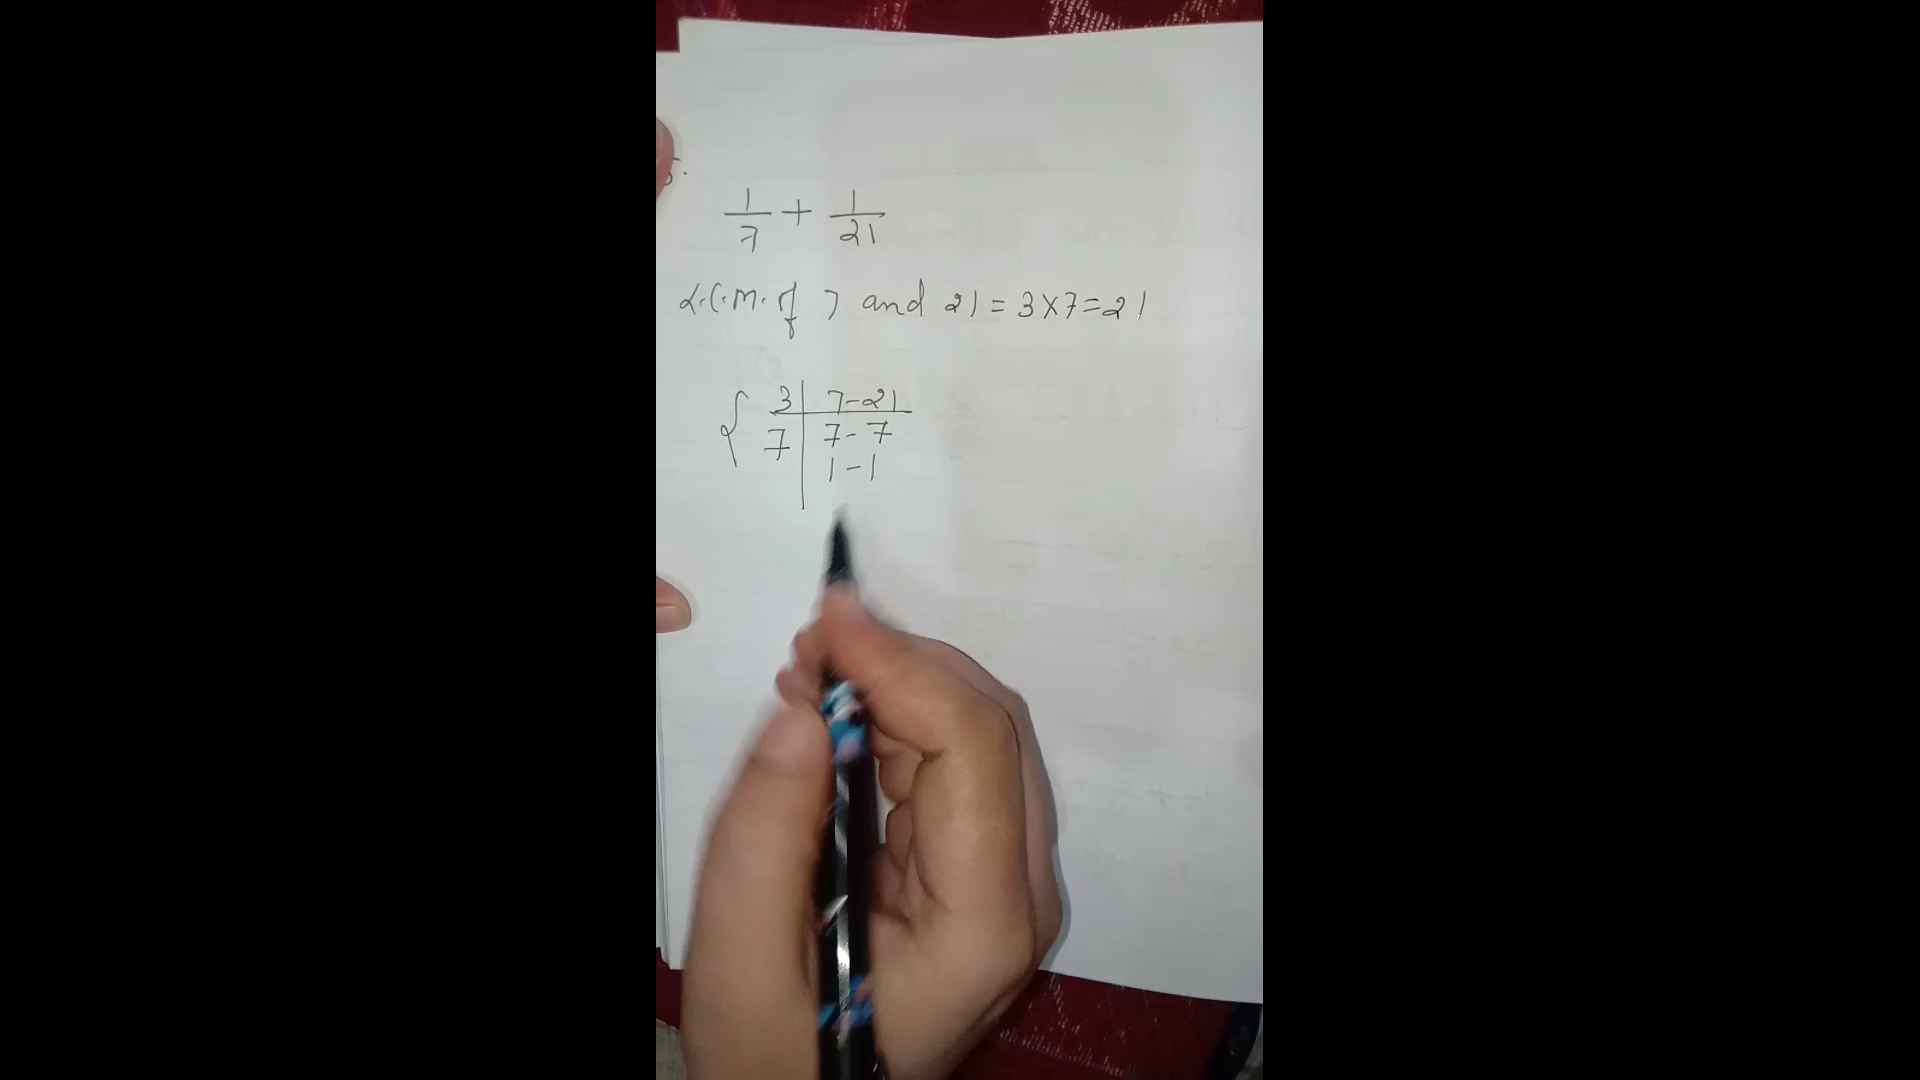 5.
1/7 + 1/21
L.C.M. of 7 and 21 = 3×7=21
{ 3 | 7-21
7 | 7-7
| 1-1